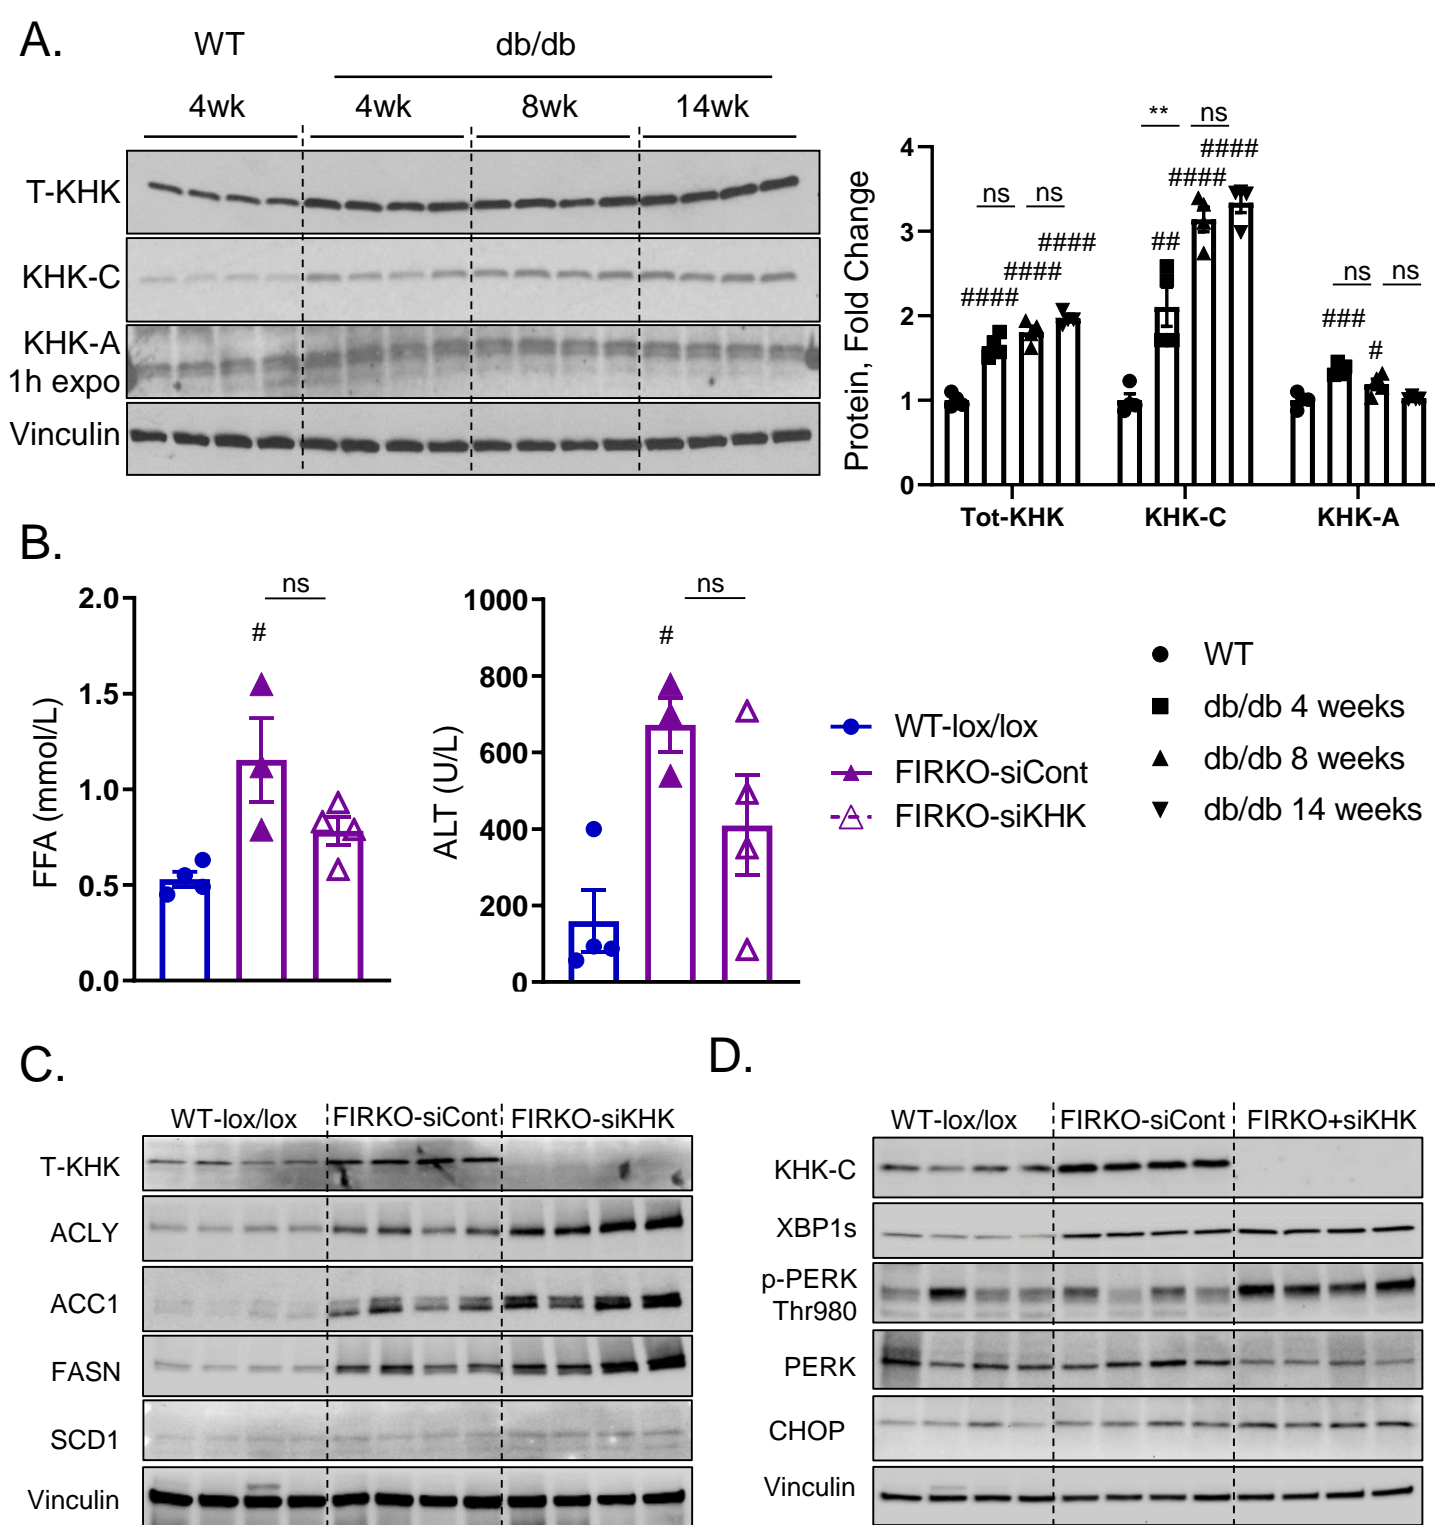 A.
WT
db/db
4wk
4wk
8wk
14wk
T-KHK
KHK-C
KHK-A
1h expo
Vinculin
Protein, Fold Change
4
3
2
1
0
ns
ns
####
####
####
**
ns
##
####
####
ns
ns
###
#
Tot-KHK
KHK-C
KHK-A
B.
FFA (mmol/L)
2.0
1.5
1.0
0.5
0.0
#
ns
ALT (U/L)
1000
800
600
400
200
0
#
ns
WT-lox/lox
FIRKO-siCont
FIRKO-siKHK
WT
db/db 4 weeks
db/db 8 weeks
db/db 14 weeks
C.
WT-lox/lox
FIRKO-siCont
FIRKO-siKHK
T-KHK
ACLY
ACC1
FASN
SCD1
Vinculin
D.
WT-lox/lox
FIRKO-siCont
FIRKO+siKHK
KHK-C
XBP1s
p-PERK
Thr980
PERK
CHOP
Vinculin